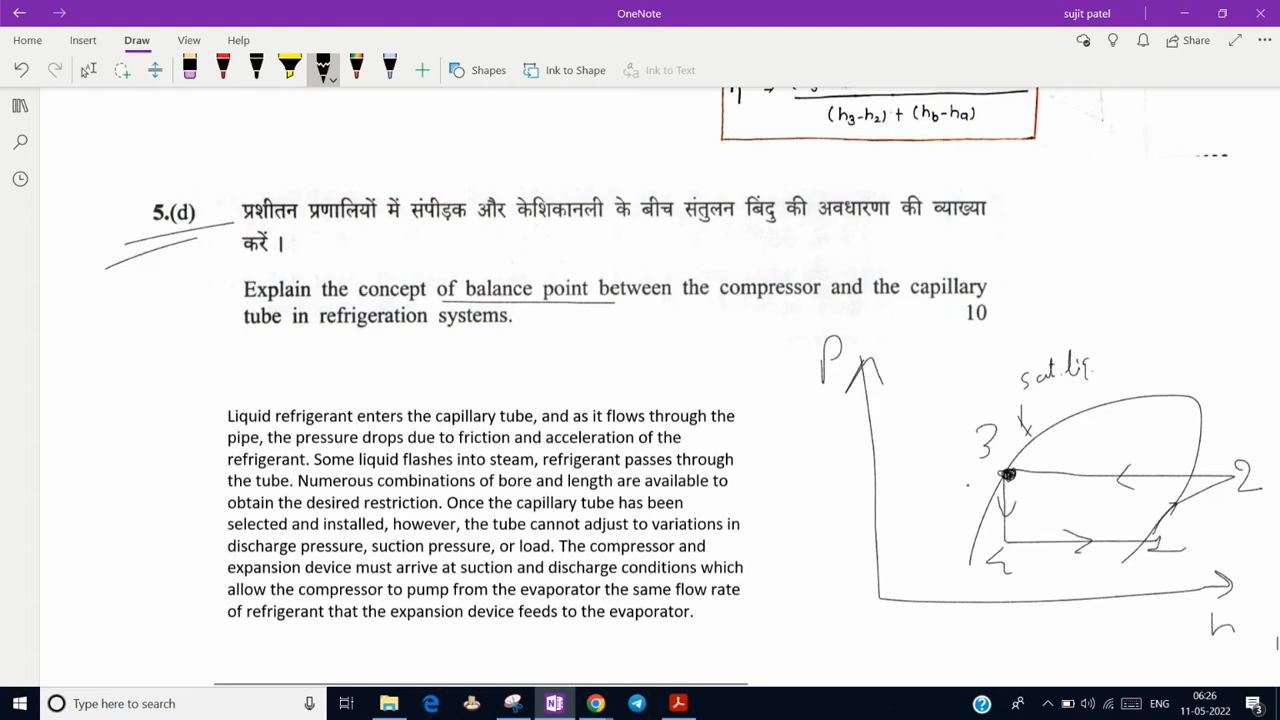 OneNote
sujit patel
Home Insert Draw View Help
Share
Shapes
Ink to Shape
Ink to Text
(h3-h2) + (hb-ha)
5.(d) प्रशीतन प्रणालियों में संपीड़क और केशिकानली के बीच संतुलन बिंदु की अवधारणा की व्याख्या
करें ।
Explain the concept of balance point between the compressor and the capillary
tube in refrigeration systems. 10
Liquid refrigerant enters the capillary tube, and as it flows through the
pipe, the pressure drops due to friction and acceleration of the
refrigerant. Some liquid flashes into steam, refrigerant passes through
the tube. Numerous combinations of bore and length are available to
obtain the desired restriction. Once the capillary tube has been
selected and installed, however, the tube cannot adjust to variations in
discharge pressure, suction pressure, or load. The compressor and
expansion device must arrive at suction and discharge conditions which
allow the compressor to pump from the evaporator the same flow rate
of refrigerant that the expansion device feeds to the evaporator.
P
sat. liq.
3
2
4
1
h
Type here to search
ENG
06:26
11-05-2022
3